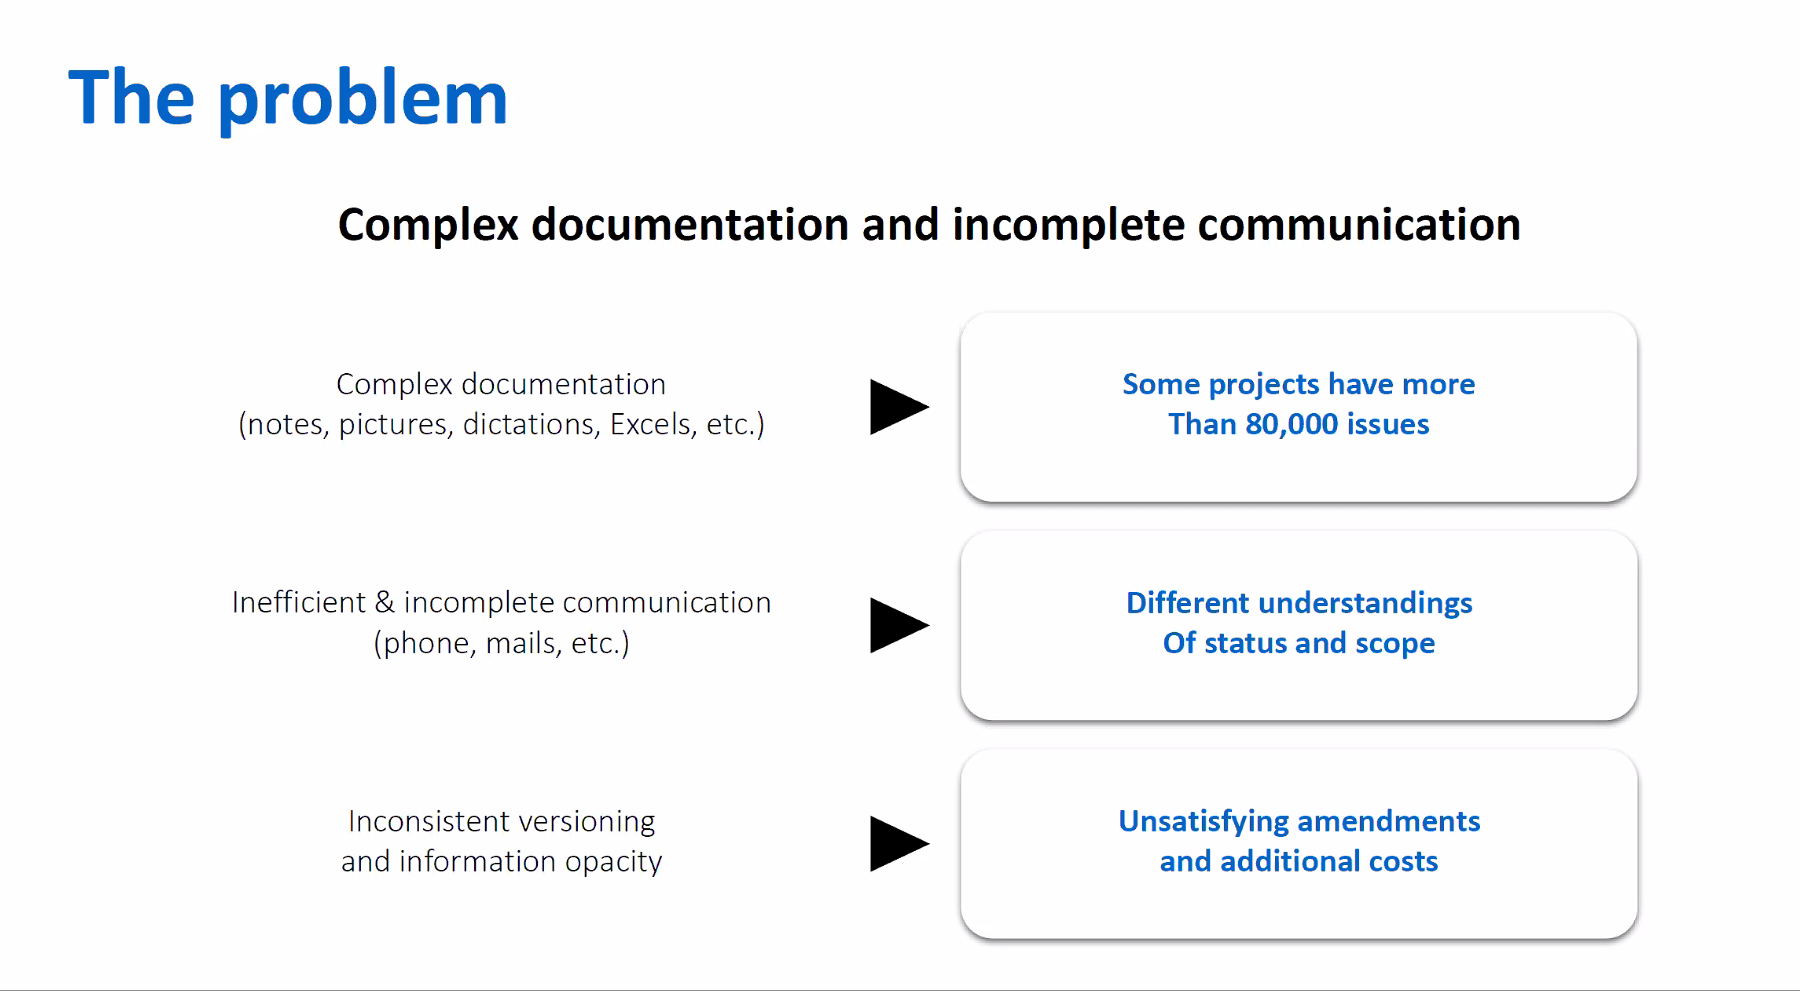 The problem
Complex documentation and incomplete communication
Complex documentation
(notes, pictures, dictations, Excels, etc.)
Some projects have more
Than 80,000 issues
Inefficient & incomplete communication
(phone, mails, etc.)
Different understandings
Of status and scope
Inconsistent versioning
and information opacity
Unsatisfying amendments
and additional costs